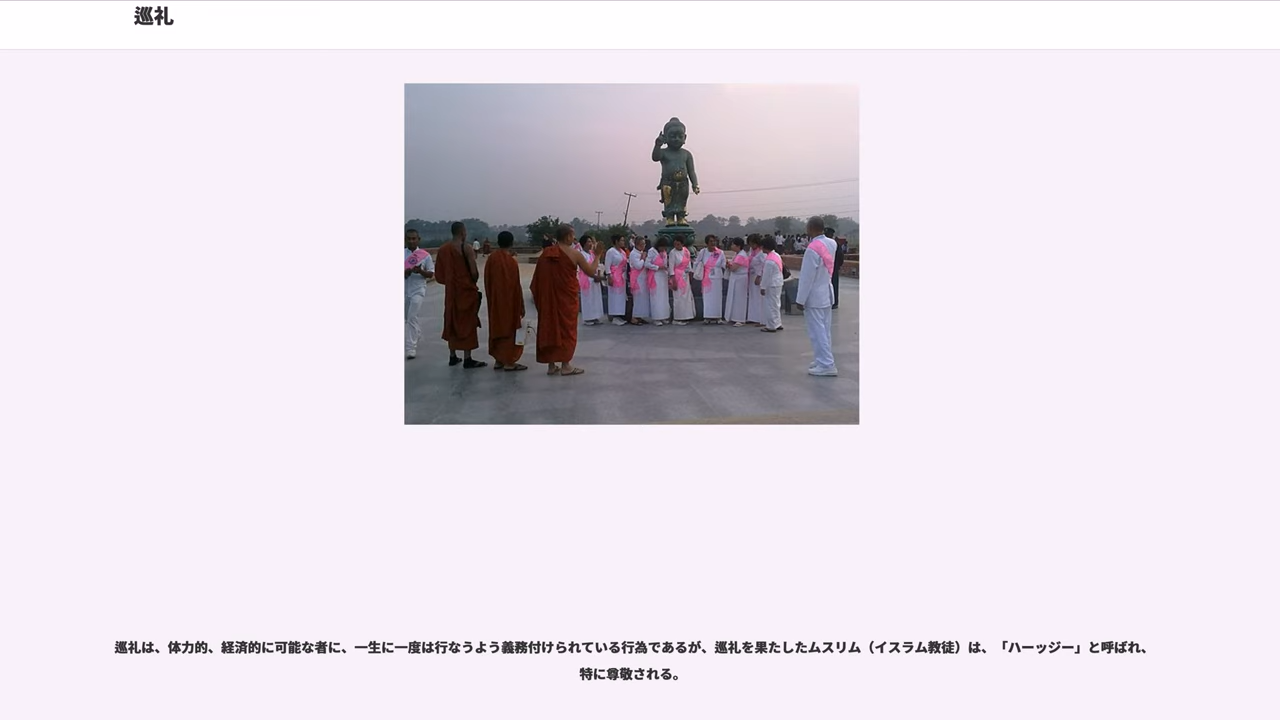 巡礼
巡礼は、体力的、経済的に可能な者に、一生に一度は行なうよう義務付けられている行為であるが、巡礼を果たしたムスリム（イスラム教徒）は、「ハーッジー」と呼ばれ、
特に尊敬される。